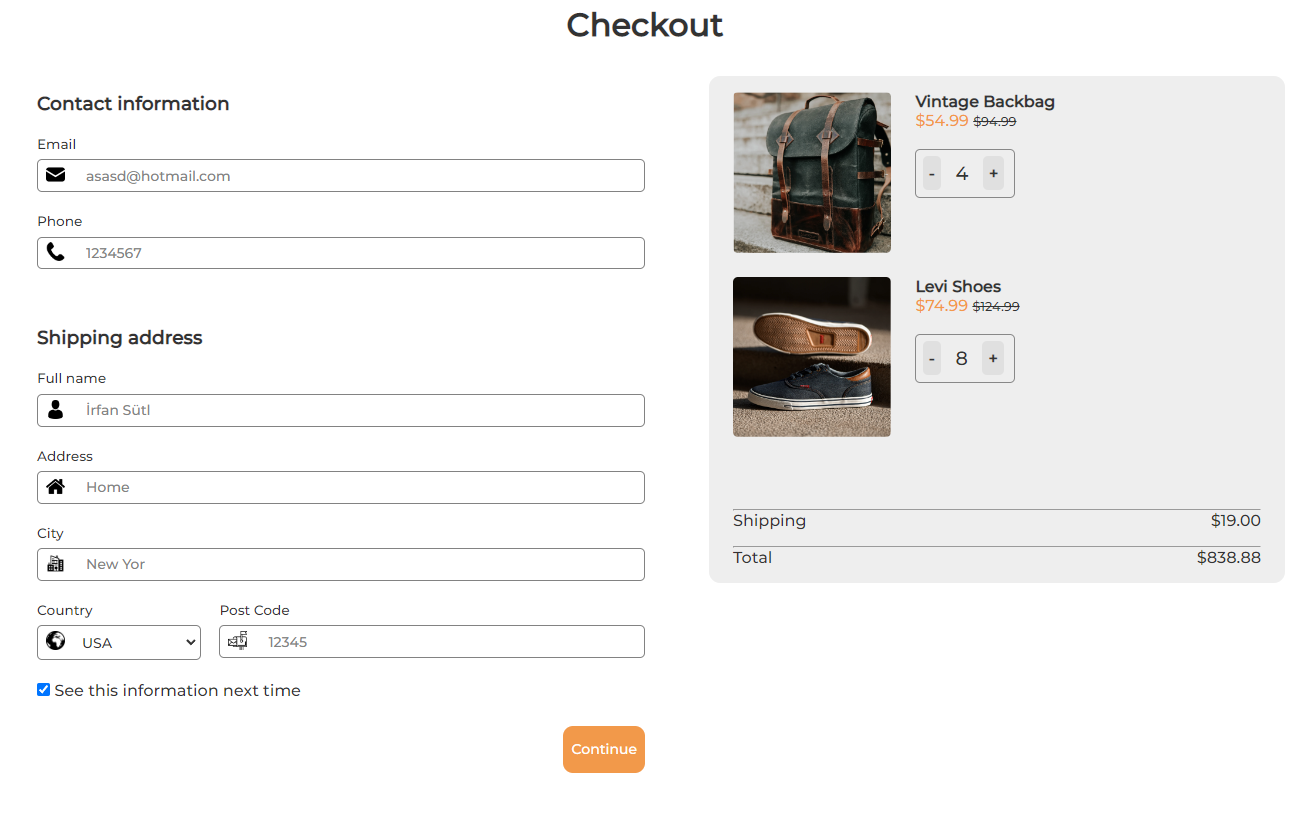 Checkout
Contact information
Email
asasd@hotmail.com
Phone
1234567
Shipping address
Full name
İrfan Sütl
Address
Home
City
New Yor
Country
Post Code
USA
12345
See this information next time
Continue
Vintage Backbag
$54.99 $94.99
- 4 +
Levi Shoes
$74.99 $124.99
- 8 +
Shipping $19.00
Total $838.88